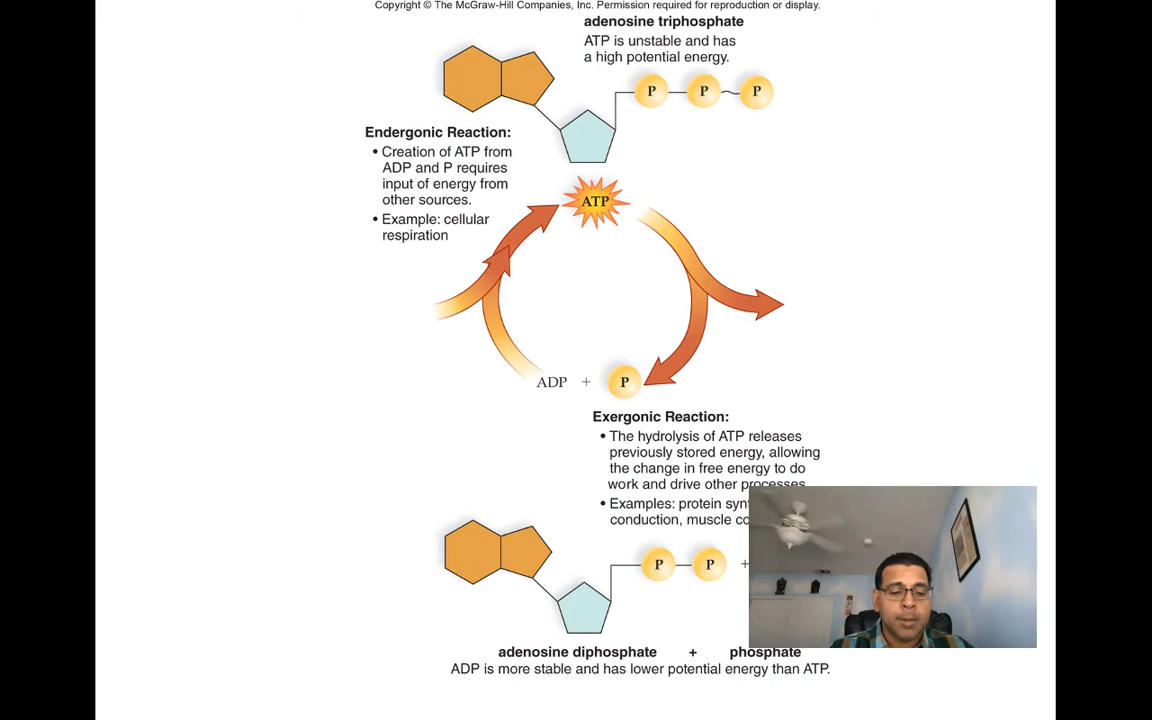 Copyright © The McGraw-Hill Companies, Inc. Permission required for reproduction or display.
adenosine triphosphate
ATP is unstable and has
a high potential energy.
P P P
Endergonic Reaction:
• Creation of ATP from
ADP and P requires
input of energy from
other sources.
• Example: cellular
respiration
ATP
ADP + P
Exergonic Reaction:
• The hydrolysis of ATP releases
previously stored energy, allowing
the change in free energy to do
work and drive other processes.
• Examples: protein
conduction, muscle
P P +
adenosine diphosphate + phosphate
ADP is more stable and has lower potential energy than ATP.